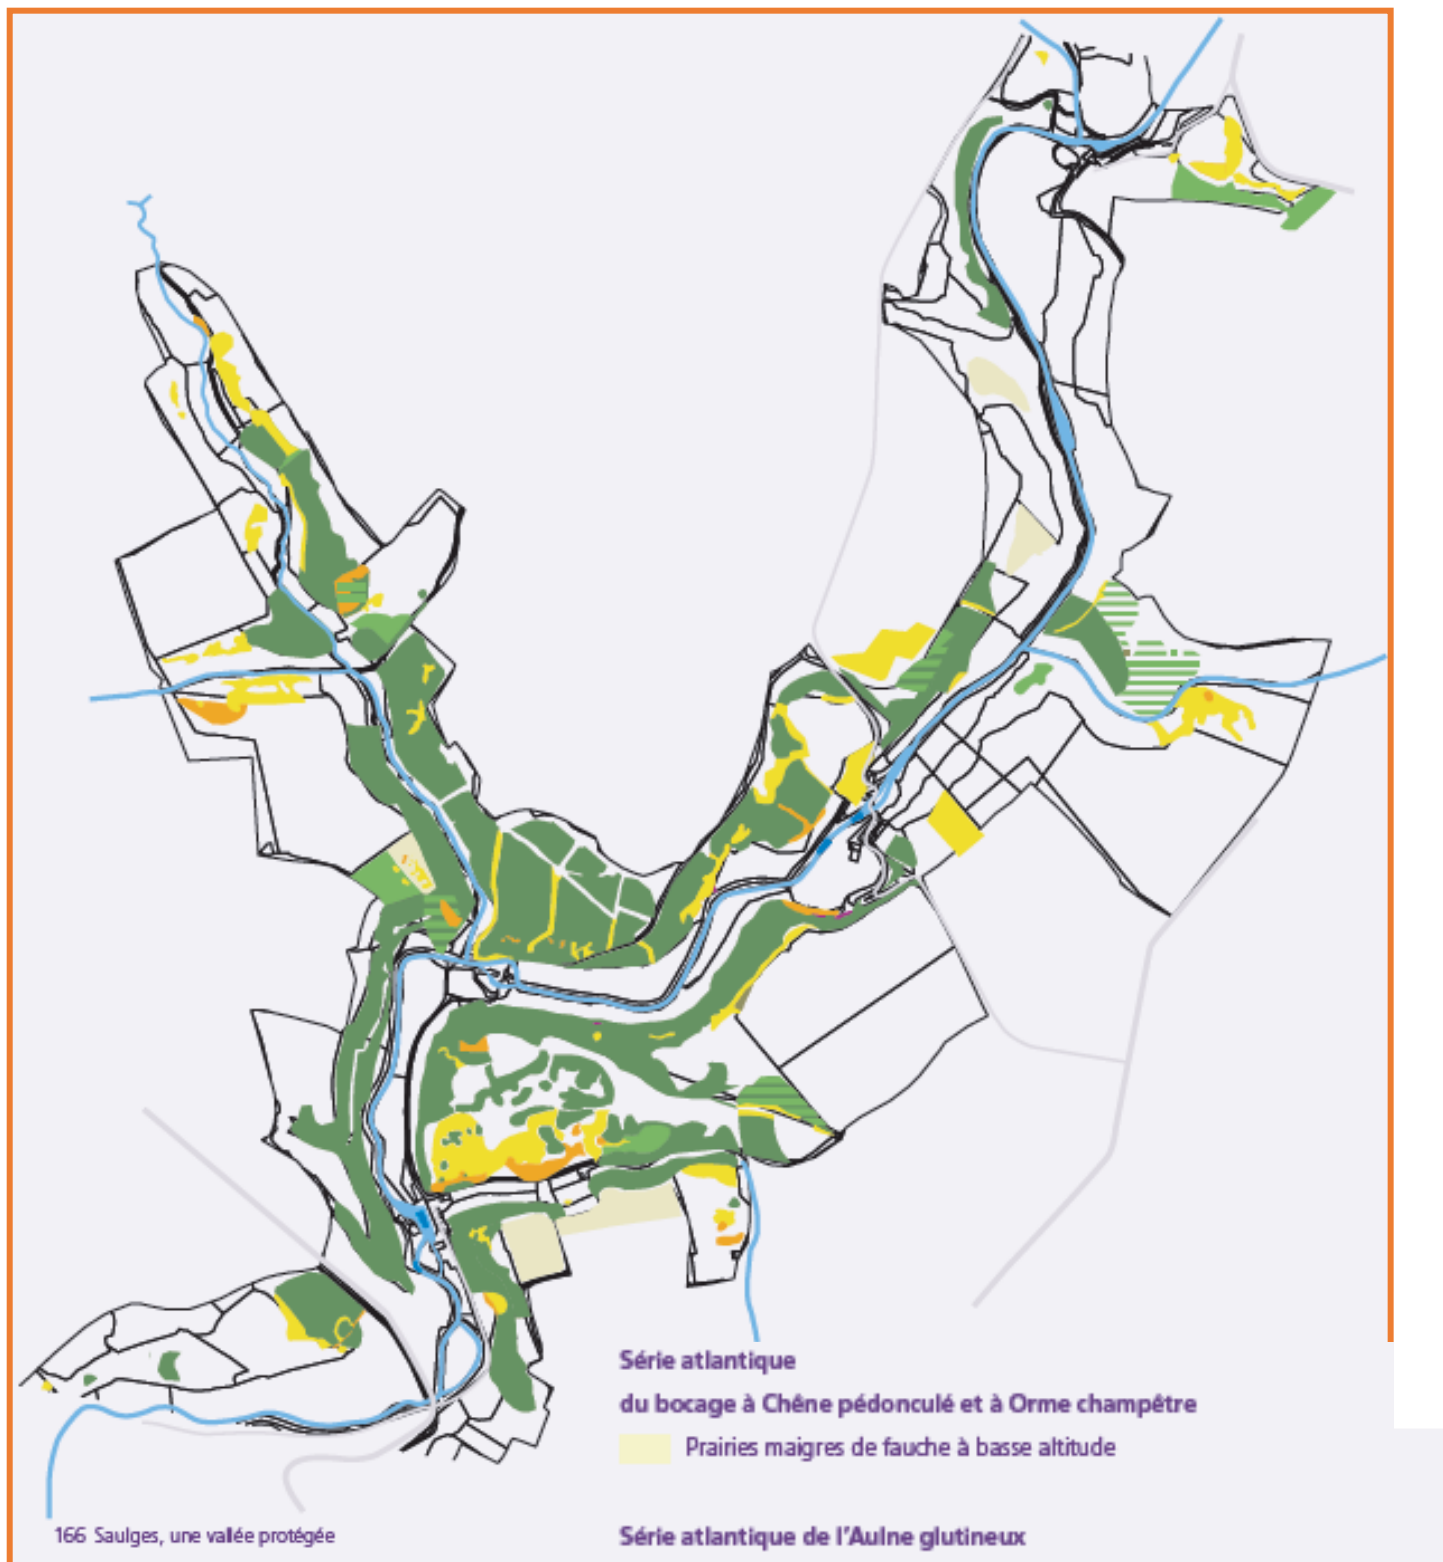 Série atlantique
du bocage à Chêne pédonculé et à Orme champêtre
Prairies maigres de fauche à basse altitude
166 Saulges, une vallée protégée
Série atlantique de l'Aulne glutineux